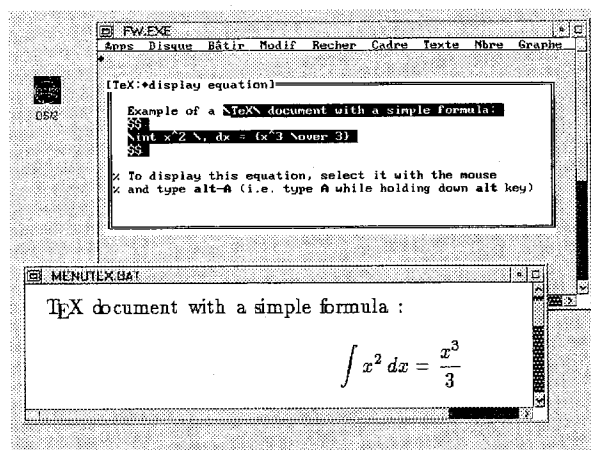 FW.EXE
Apps Disque Bâtir Modif Recher Cadre Texte Nbre Graphe
OS/2
[TeX:♦display equation]
Example of a \TeX\ document with a simple formula:
$$
\int x^2 \, dx = {x^3 \over 3}
$$
% To display this equation, select it with the mouse
% and type alt-A (i.e. type A while holding down alt key)
MENUTEX.BAT
TEX document with a simple formula :
∫ x² dx = x³/3